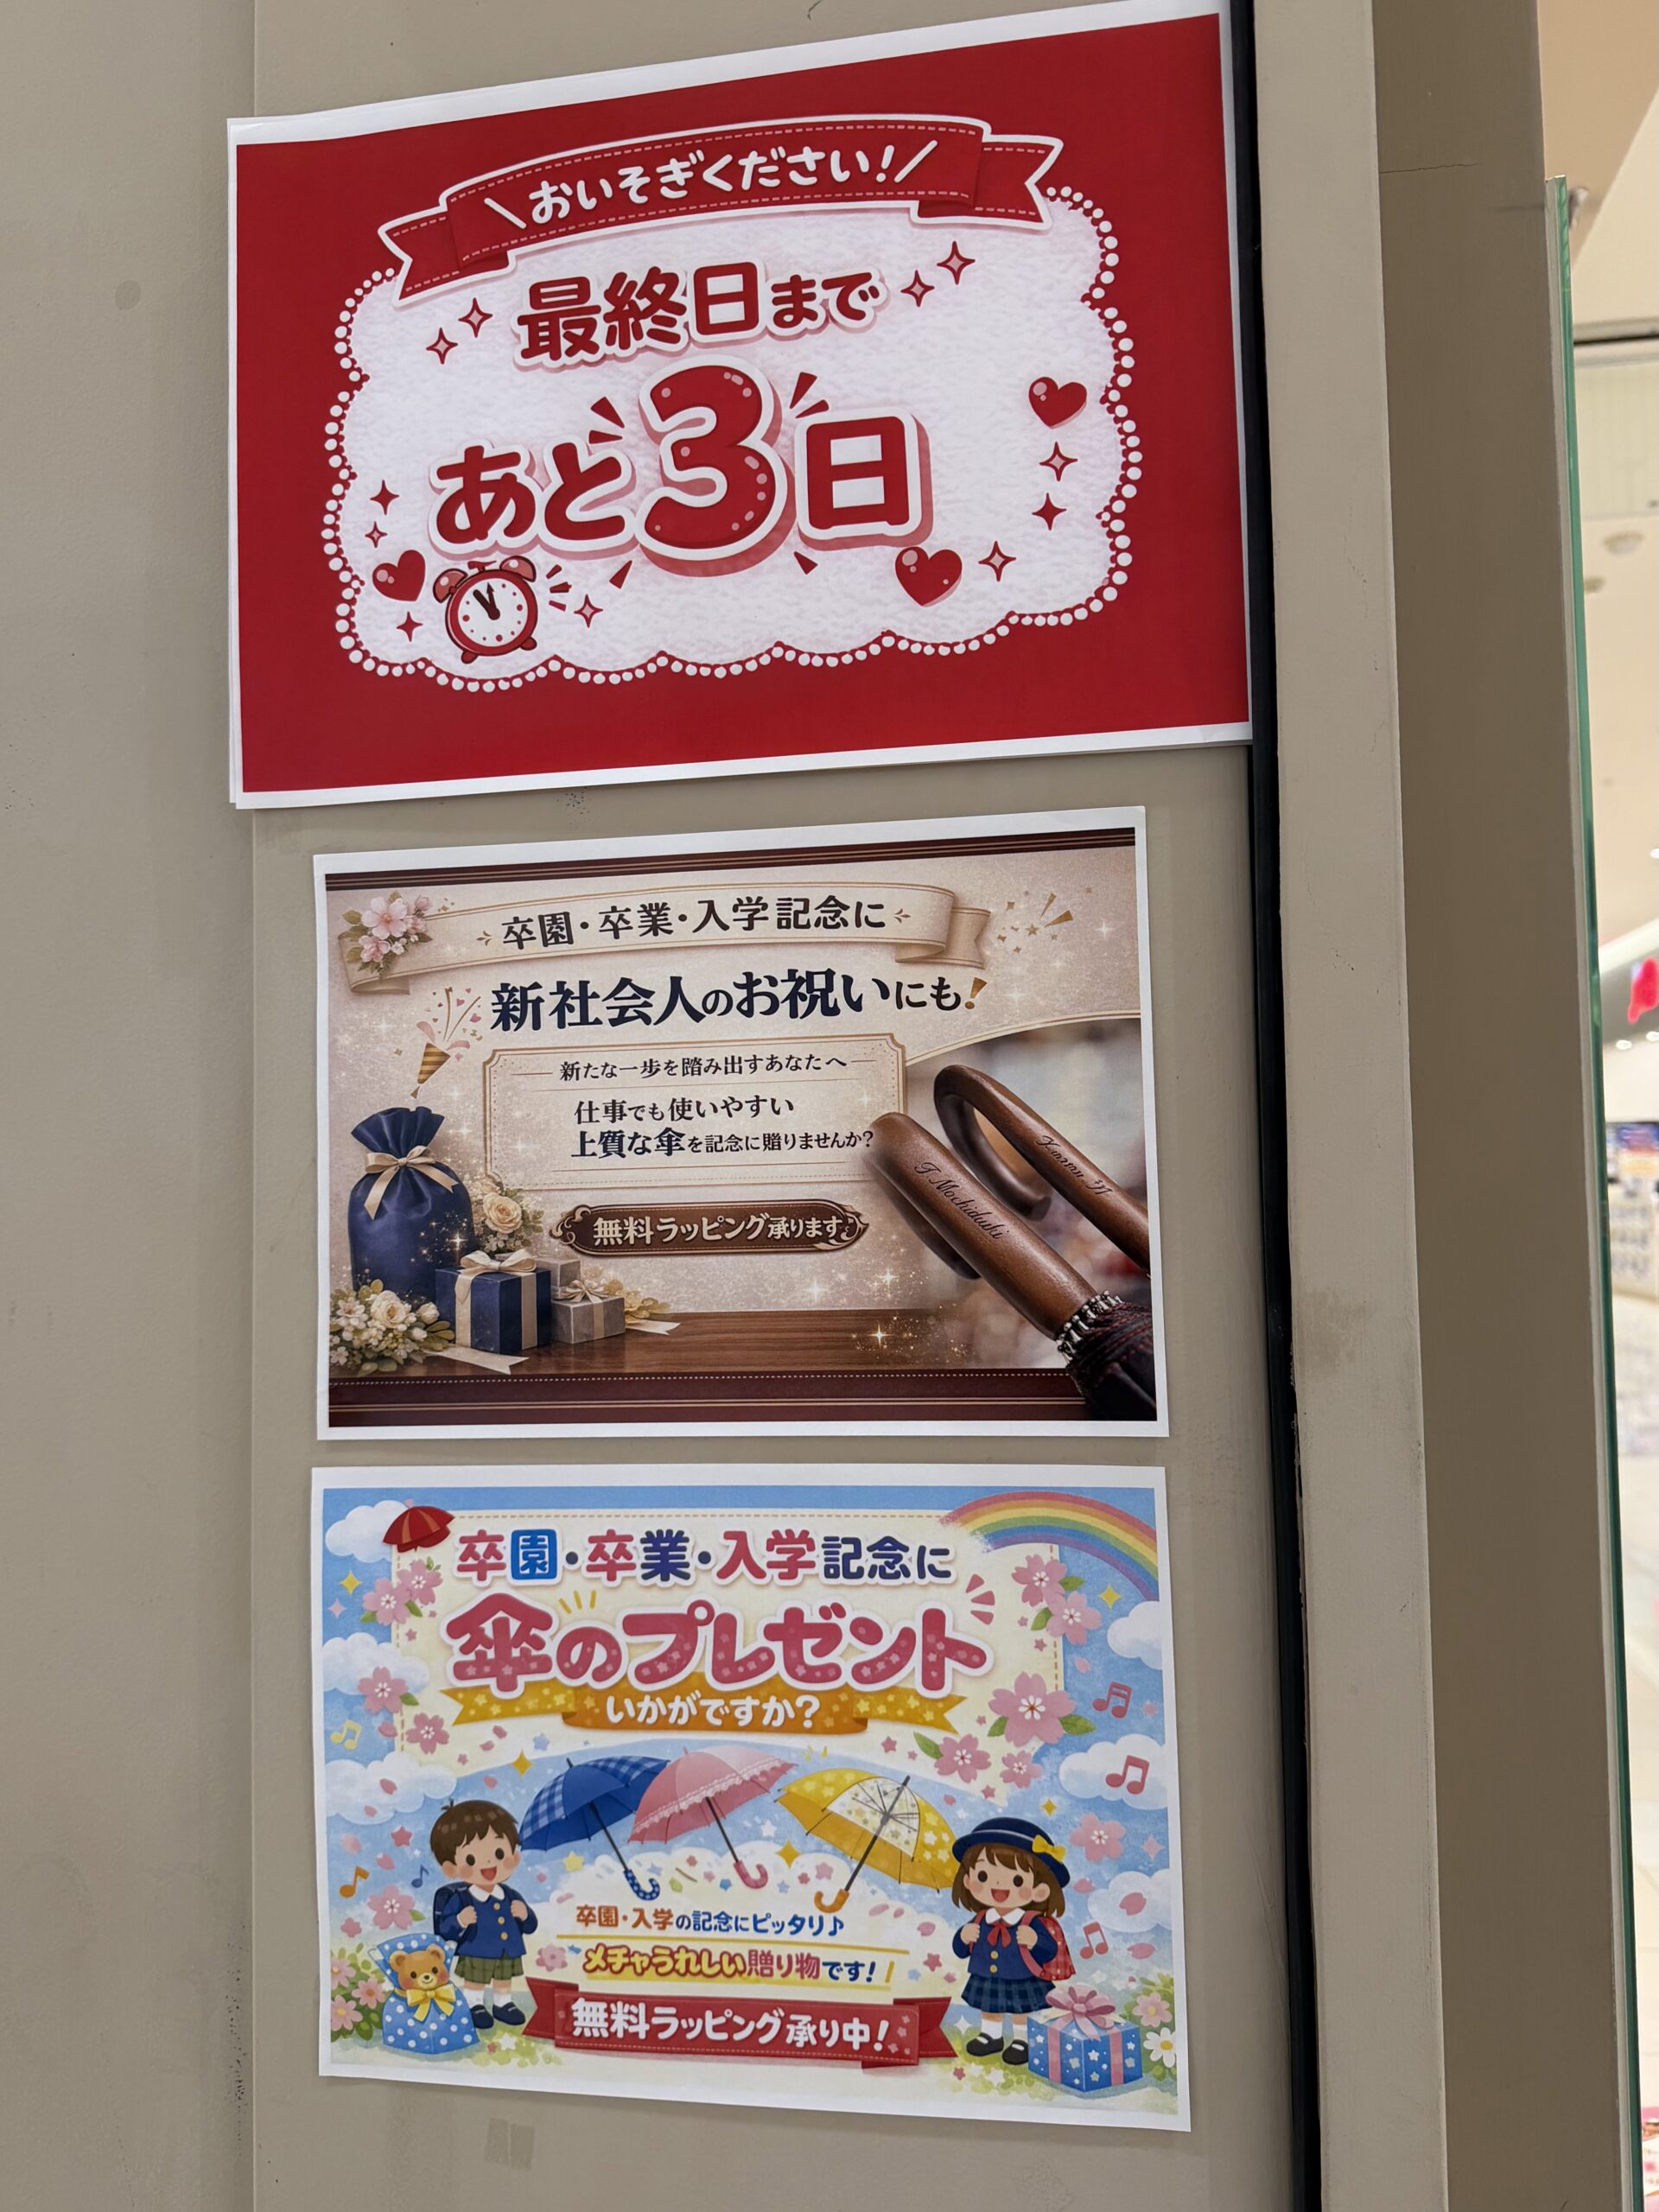 \おいそぎください!/
最終日まで
あと3日
卒園・卒業・入学記念に
新社会人のお祝いにも!
新たな一歩を踏み出すあなたへ
仕事でも使いやすい
上質な傘を記念に贈りませんか?
無料ラッピング承ります
T.Mochiduki
卒園・卒業・入学記念に
傘のプレゼント
いかがですか?
卒園・入学の記念にピッタリ♪
メチャうれしい贈り物です!
無料ラッピング承り中!